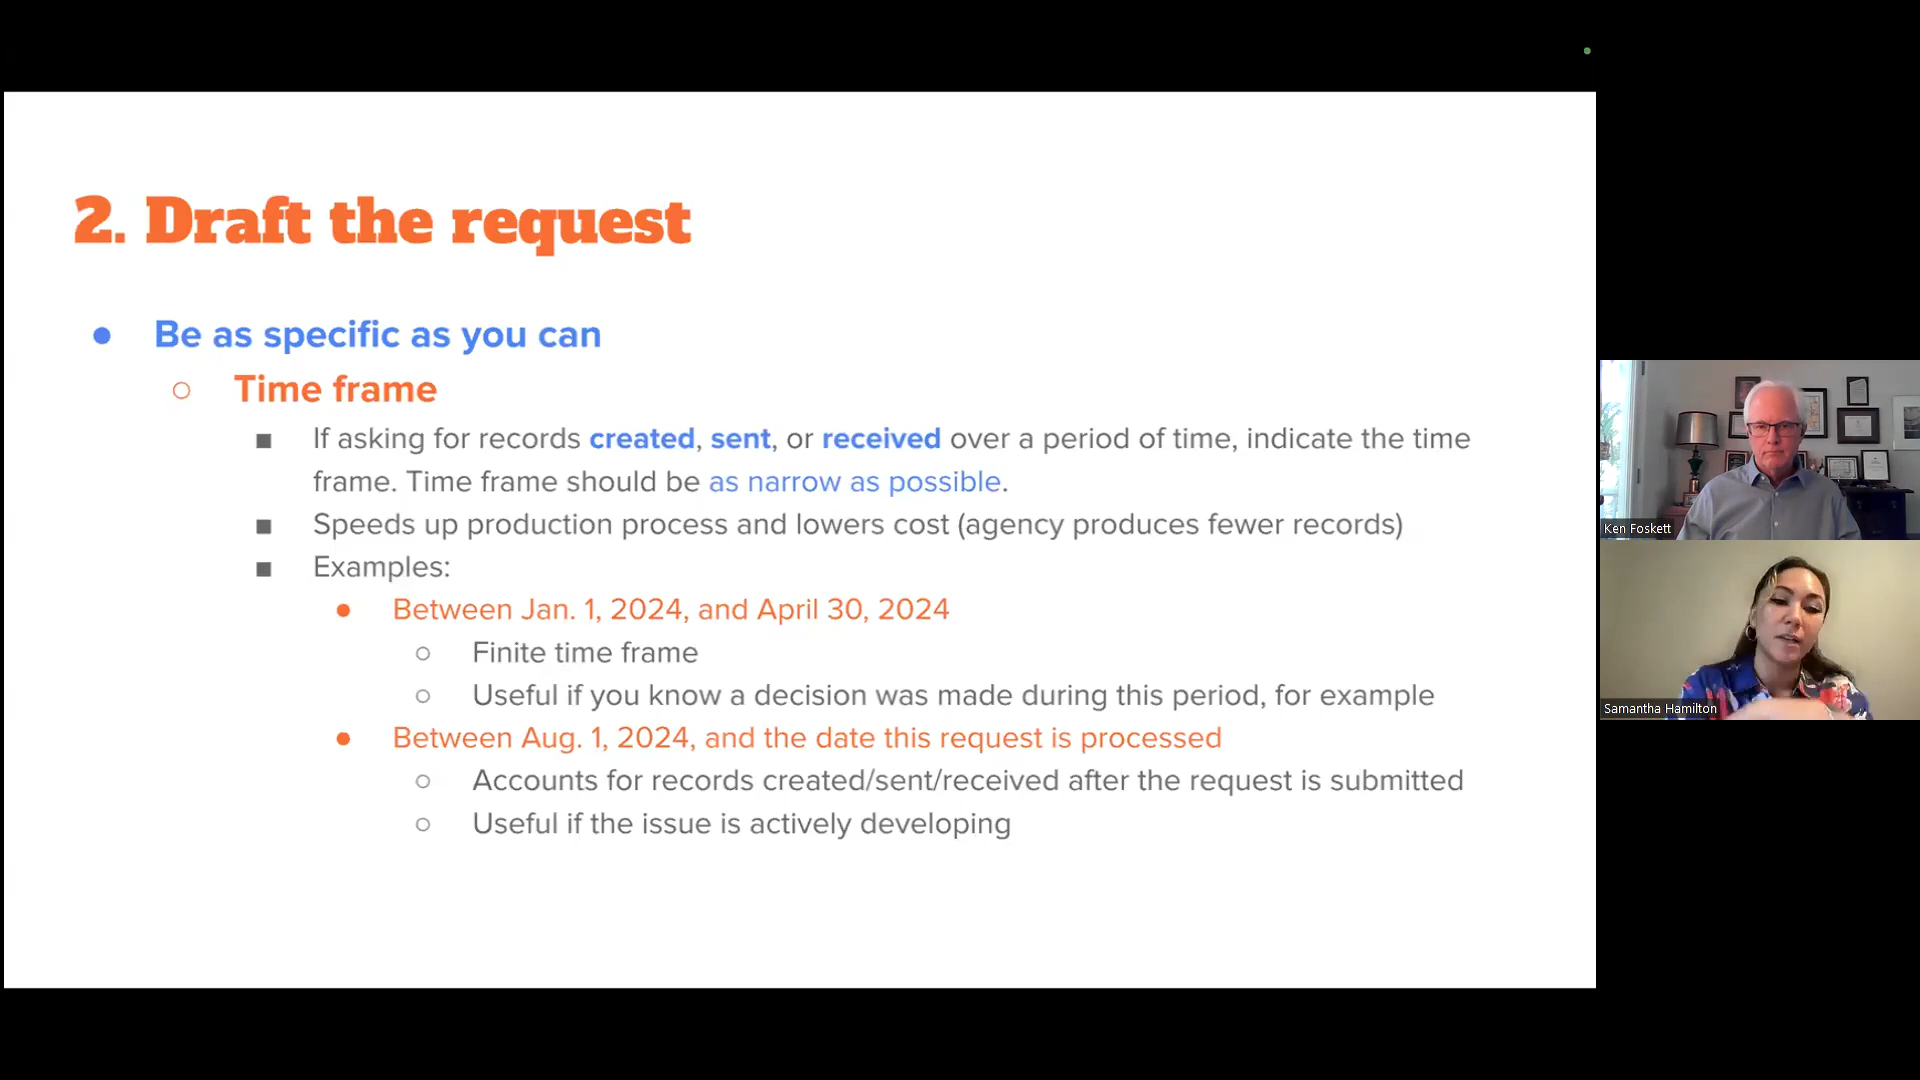 2. Draft the request
● Be as specific as you can
○ Time frame
■ If asking for records created, sent, or received over a period of time, indicate the time
frame. Time frame should be as narrow as possible.
■ Speeds up production process and lowers cost (agency produces fewer records)
■ Examples:
● Between Jan. 1, 2024, and April 30, 2024
○ Finite time frame
○ Useful if you know a decision was made during this period, for example
● Between Aug. 1, 2024, and the date this request is processed
○ Accounts for records created/sent/received after the request is submitted
○ Useful if the issue is actively developing
Ken Foskett
Samantha Hamilton